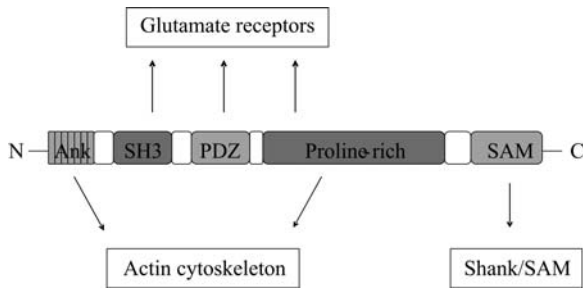 Glutamate receptors
N Ank SH3 PDZ Proline-rich SAM C
Actin cytoskeleton Shank/SAM